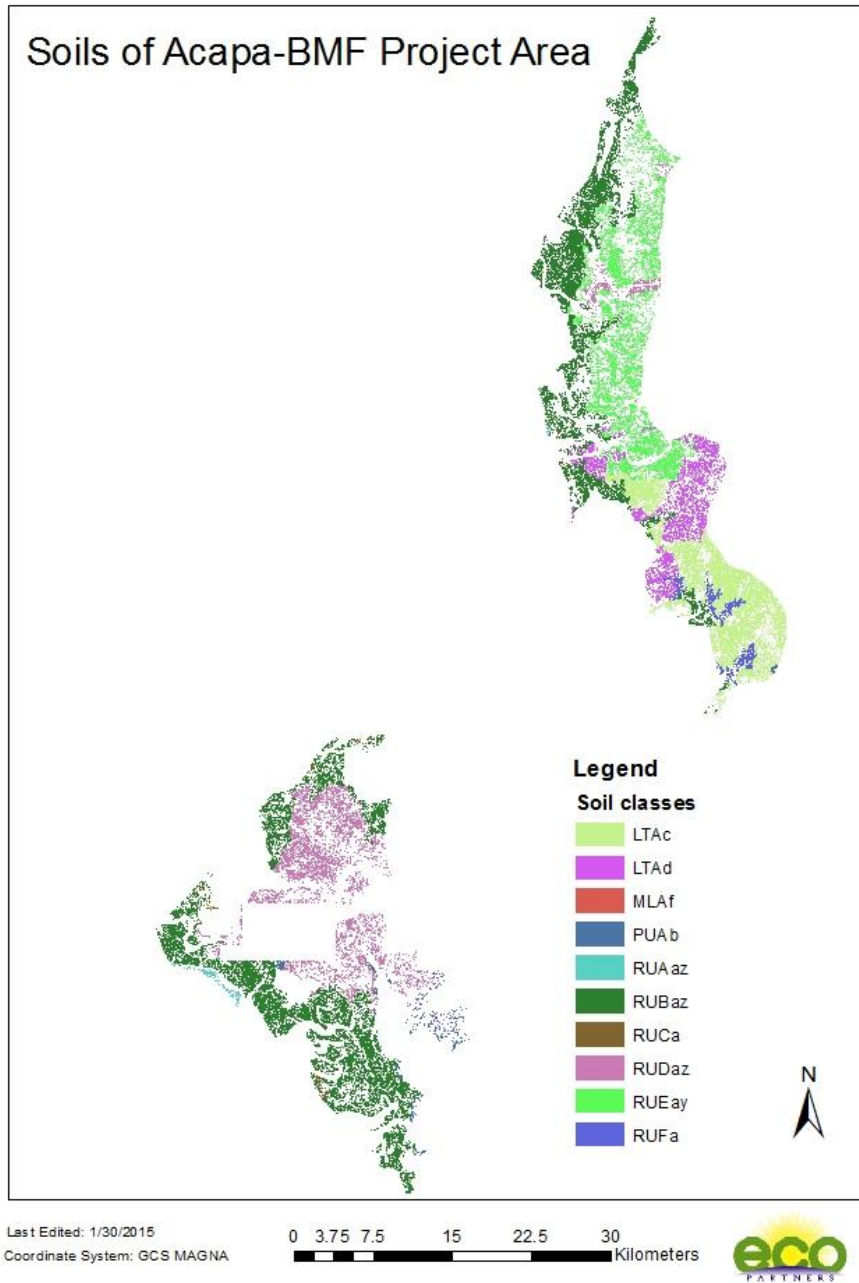 Soils of Acapa-BMF Project Area
Legend
Soil classes
LTAc
LTAd
MLAf
PUAb
RUAaz
RUBaz
RUCa
RUDaz
RUEay
RUFa
N
Last Edited: 1/30/2015
Coordinate System: GCS MAGNA
0 3.75 7.5 15 22.5 30
Kilometers
eco
PARTNERS